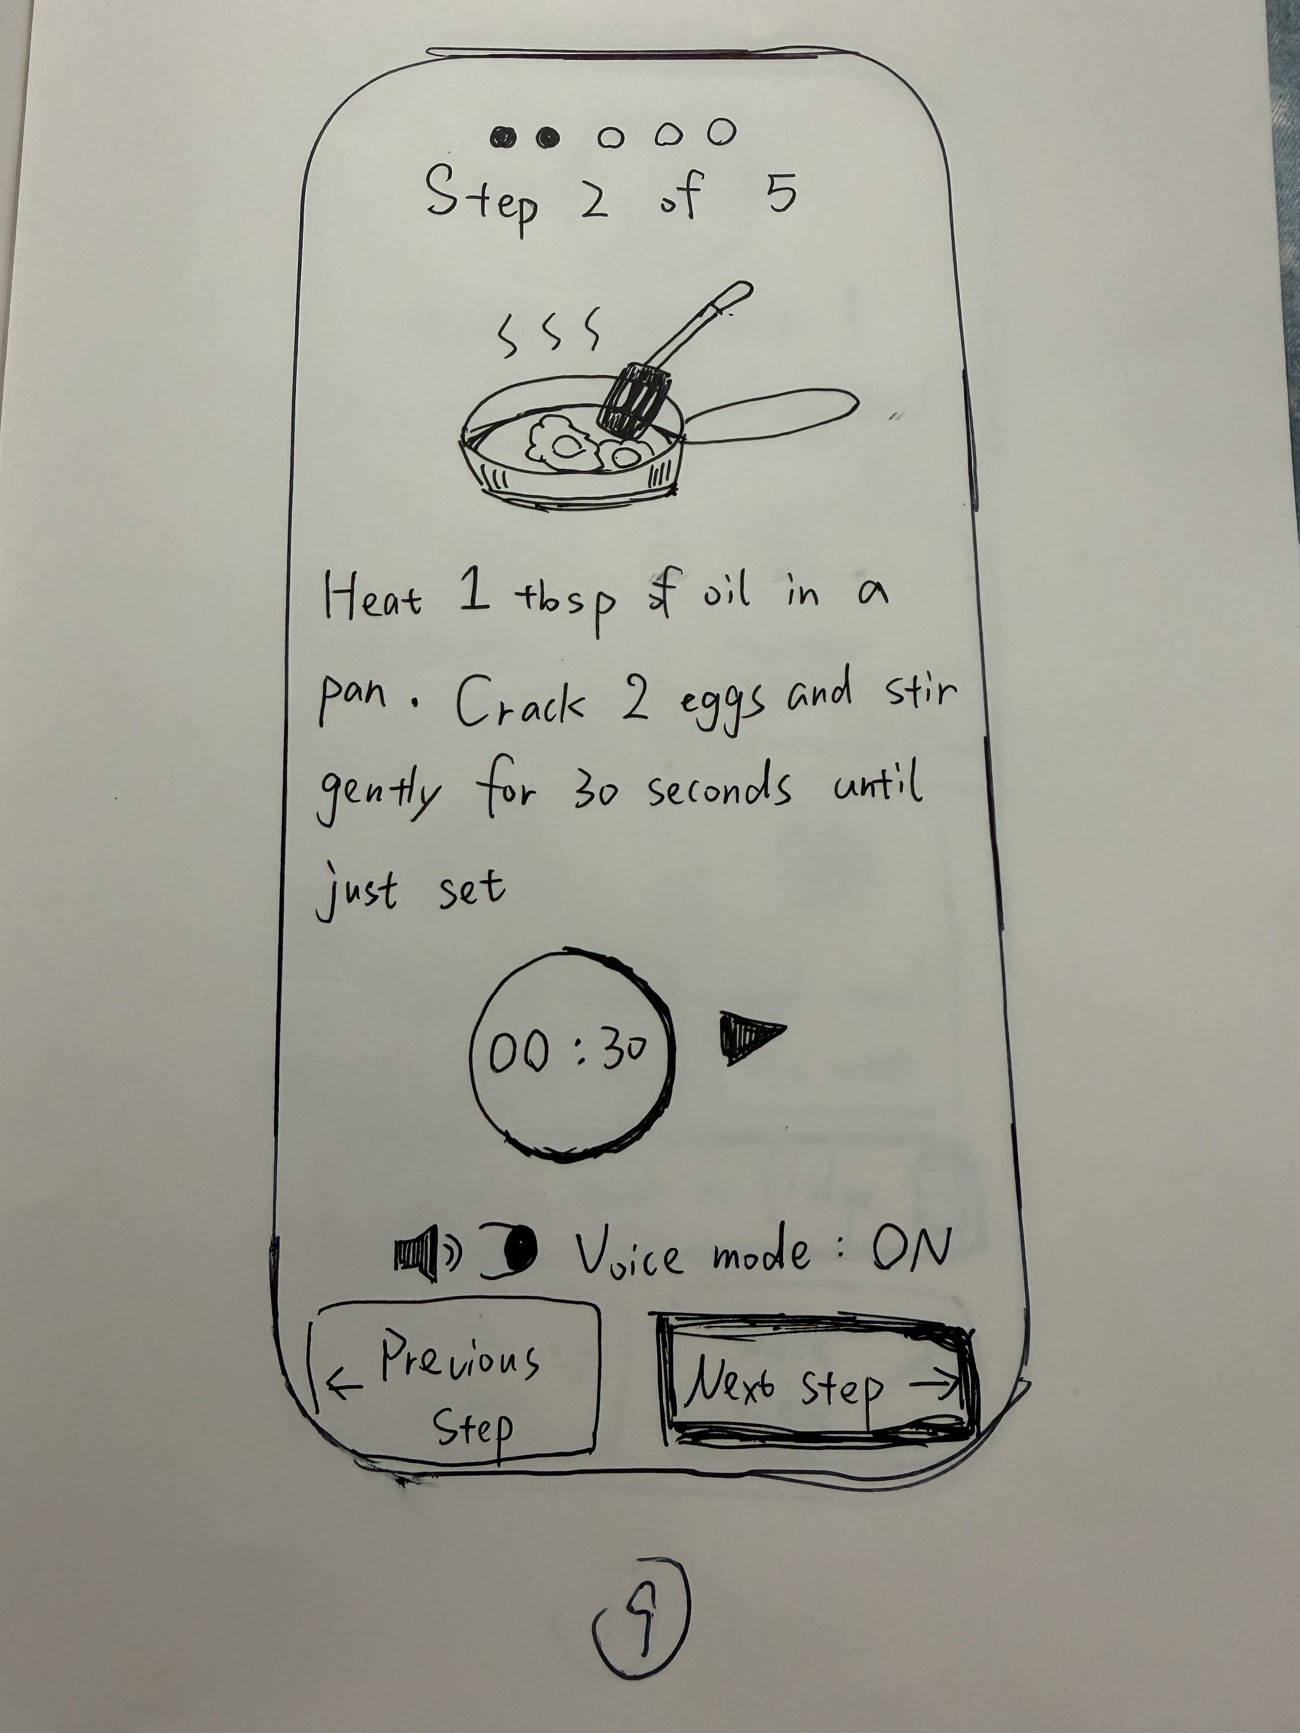 Step 2 of 5
Heat 1 tbsp of oil in a
pan. Crack 2 eggs and stir
gently for 30 seconds until
just set
00:30
Voice mode: ON
← Previous
Step
Next step →
9